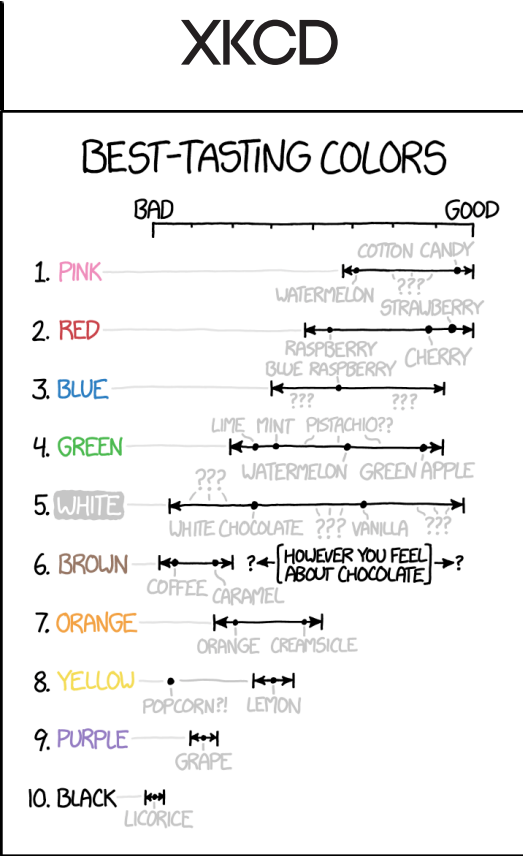 XKCD
BEST-TASTING COLORS
BAD GOOD
COTTON CANDY
1. PINK
WATERMELON ???
STRAWBERRY
2. RED
RASPBERRY CHERRY
BLUE RASPBERRY
3. BLUE
??? ???
LIME MINT PISTACHIO??
4. GREEN
WATERMELON GREEN APPLE
???
5. WHITE
WHITE CHOCOLATE ??? VANILLA ???
6. BROWN ? HOWEVER YOU FEEL ?
ABOUT CHOCOLATE
COFFEE CARAMEL
7. ORANGE
ORANGE CREAMSICLE
8. YELLOW
POPCORN?! LEMON
9. PURPLE
GRAPE
10. BLACK
LICORICE